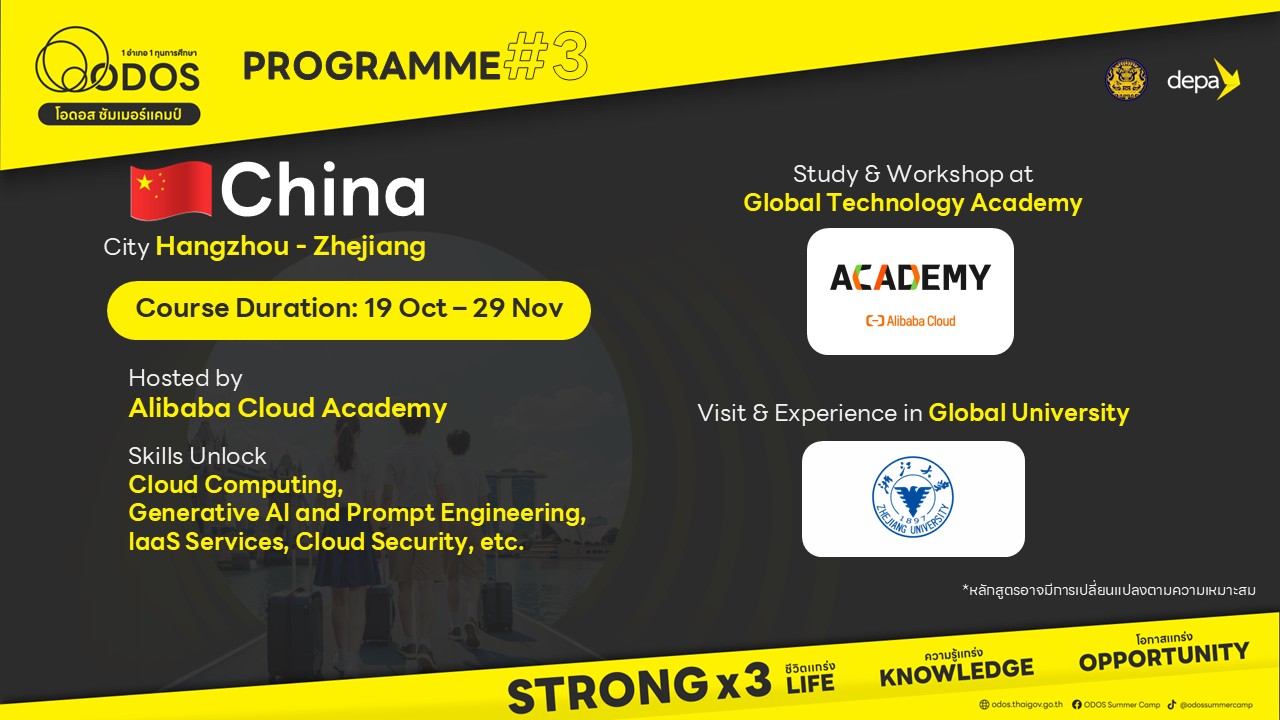 1 อำเภอ 1 ทุนการศึกษา
ODOS
โอดอส ซัมเมอร์แคมป์
PROGRAMME#3
depa
China
City Hangzhou - Zhejiang
Course Duration: 19 Oct – 29 Nov
Hosted by
Alibaba Cloud Academy
Skills Unlock
Cloud Computing,
Generative AI and Prompt Engineering,
IaaS Services, Cloud Security, etc.
Study & Workshop at
Global Technology Academy
ACADEMY
Alibaba Cloud
Visit & Experience in Global University
浙江大学
1897
ZHEJIANG UNIVERSITY
*หลักสูตรอาจมีการเปลี่ยนแปลงตามความเหมาะสม
STRONG x 3
ชีวิตแกร่ง
LIFE
ความรู้แกร่ง
KNOWLEDGE
โอกาสแกร่ง
OPPORTUNITY
odos.thaigov.go.th ODOS Summer Camp @odossummercamp